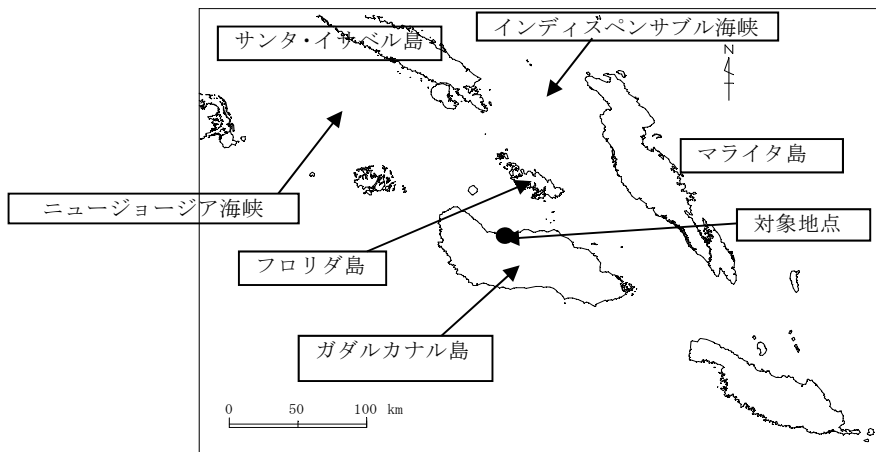 インディスペンサブル海峡
サンタ・イサベル島
N
マライタ島
ニュージョージア海峡
対象地点
フロリダ島
ガダルカナル島
0 50 100 km